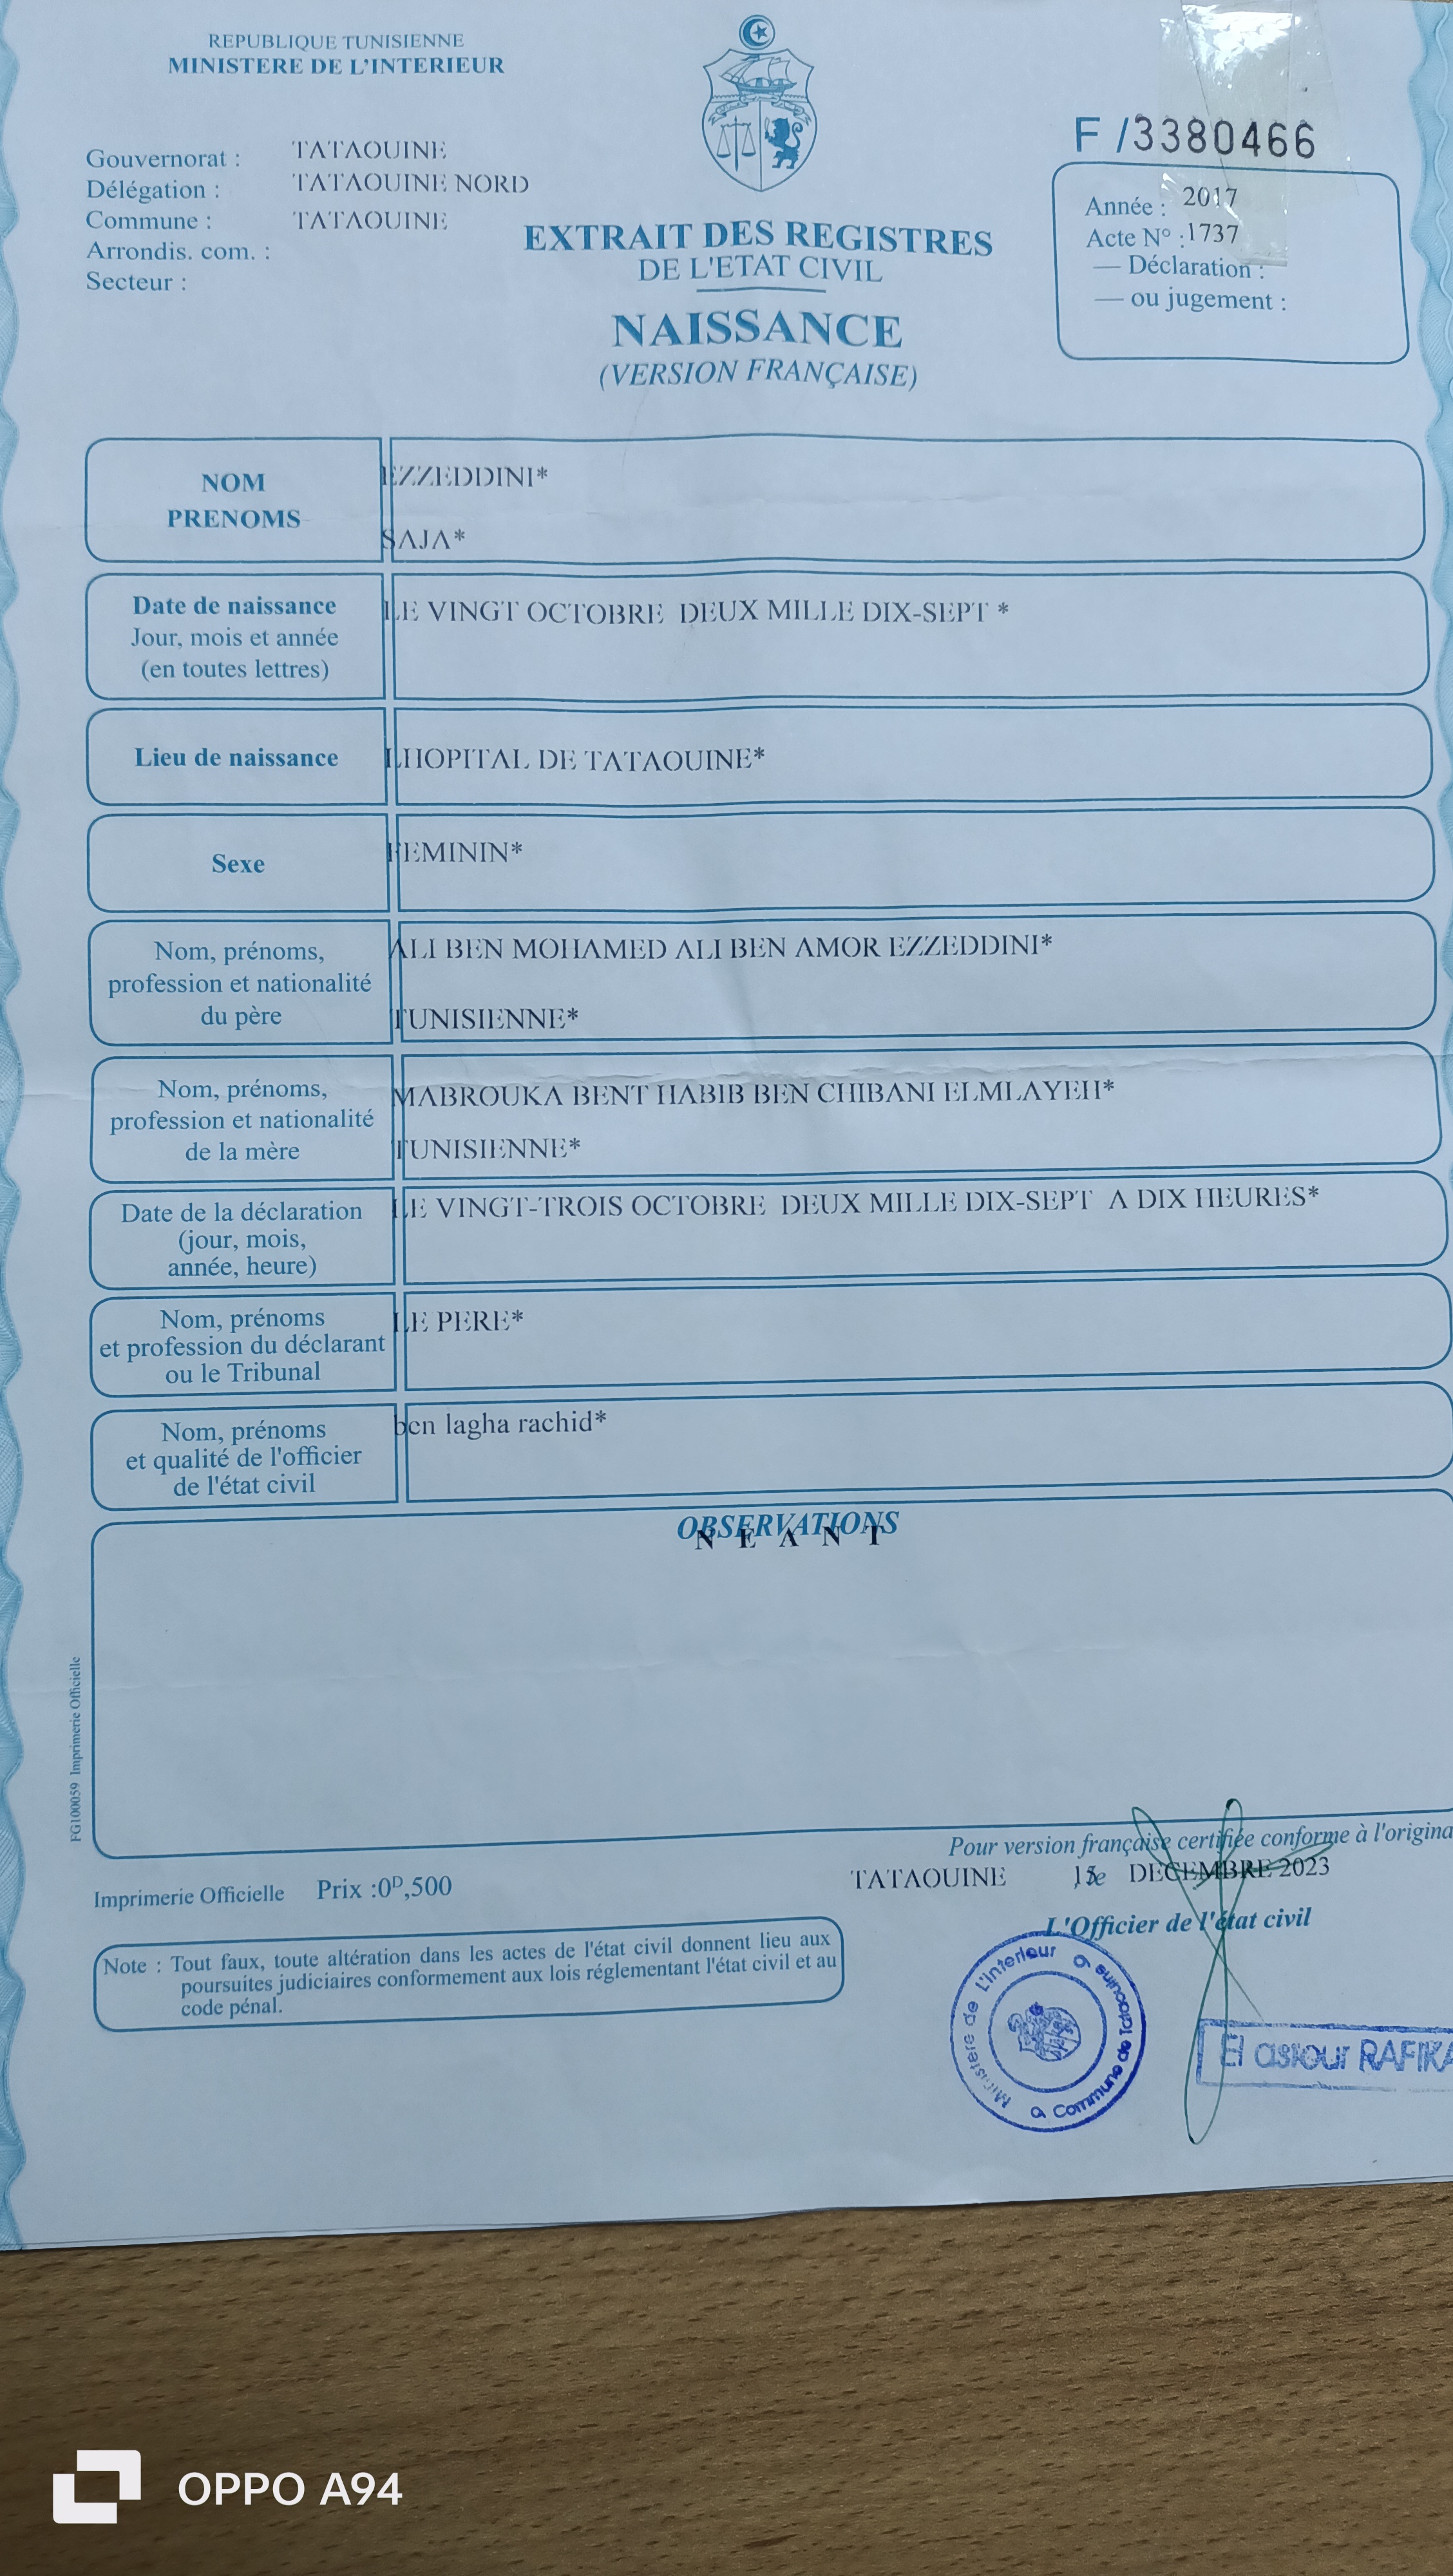 REPUBLIQUE TUNISIENNE
MINISTERE DE L'INTERIEUR
Gouvernorat : TATAOUINE
Délégation : TATAOUINE NORD
Commune : TATAOUINE
Arrondis. com. :
Secteur :
EXTRAIT DES REGISTRES
DE L'ETAT CIVIL
NAISSANCE
(VERSION FRANÇAISE)
F /3380466
Année : 2017
Acte N° : 1737
— Déclaration :
— ou jugement :
NOM
PRENOMS
EZZEDDINI*
SAJA*
Date de naissance
Jour, mois et année
(en toutes lettres)
LE VINGT OCTOBRE DEUX MILLE DIX-SEPT *
Lieu de naissance
LHOPITAL DE TATAOUINE*
Sexe
FEMININ*
Nom, prénoms,
profession et nationalité
du père
ALI BEN MOHAMED ALI BEN AMOR EZZEDDINI*
TUNISIENNE*
Nom, prénoms,
profession et nationalité
de la mère
MABROUKA BENT HABIB BEN CHIBANI ELMLAYEH*
TUNISIENNE*
Date de la déclaration
(jour, mois,
année, heure)
LE VINGT-TROIS OCTOBRE DEUX MILLE DIX-SEPT A DIX HEURES*
Nom, prénoms
et profession du déclarant
ou le Tribunal
LE PERE*
Nom, prénoms
et qualité de l'officier
de l'état civil
ben lagha rachid*
OBSERVATIONS
N E A N T
FG100059 Imprimerie Officielle
Pour version française certifiée conforme à l'origina
TATAOUINE , le DECEMBRE 2023
L'Officier de l'état civil
Imprimerie Officielle Prix :0D,500
Note : Tout faux, toute altération dans les actes de l'état civil donnent lieu aux
poursuites judiciaires conformement aux lois réglementant l'état civil et au
code pénal.
Ministere de L'Interieur
Commune de Tataouine
El astour RAFIKA
OPPO A94